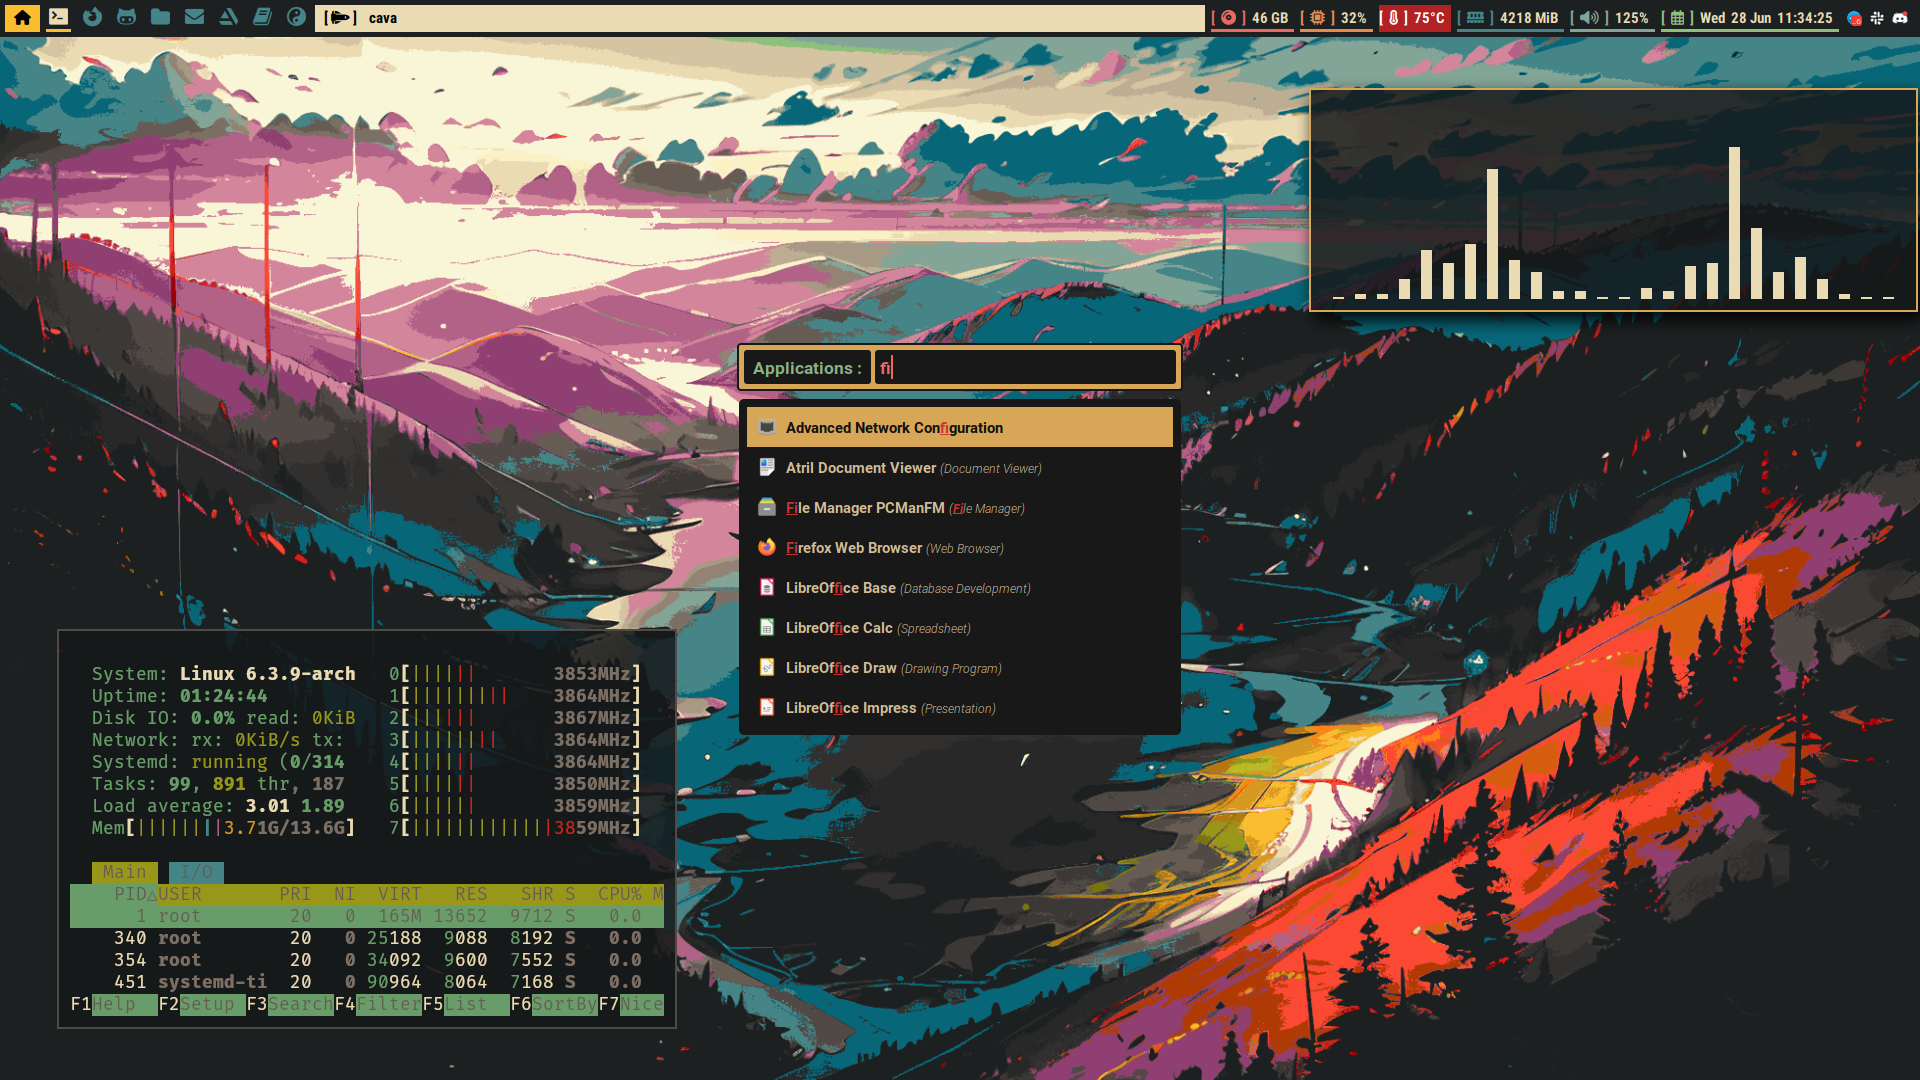 [ ] cava
[ ] 46 GB [ ] 32% [ ] 75°C [ ] 4218 MiB [ ] 125% [ ] Wed 28 Jun 11:34:25
Applications : fi
Advanced Network Configuration
Atril Document Viewer (Document Viewer)
File Manager PCManFM (File Manager)
Firefox Web Browser (Web Browser)
LibreOffice Base (Database Development)
LibreOffice Calc (Spreadsheet)
LibreOffice Draw (Drawing Program)
LibreOffice Impress (Presentation)
System: Linux 6.3.9-arch 0[|||||| 3853MHz]
Uptime: 01:24:44 1[||||||||| 3864MHz]
Disk IO: 0.0% read: 0KiB 2[|||||| 3867MHz]
Network: rx: 0KiB/s tx: 3[|||||||| 3864MHz]
Systemd: running (0/314 4[|||||| 3864MHz]
Tasks: 99, 891 thr, 187 5[|||||| 3850MHz]
Load average: 3.01 1.89 6[|||||| 3859MHz]
Mem[||||||||3.71G/13.6G] 7[|||||||||||||3859MHz]
Main I/O
PID△USER PRI NI VIRT RES SHR S CPU% M
1 root 20 0 165M 13652 9712 S 0.0
340 root 20 0 25188 9088 8192 S 0.0
354 root 20 0 34092 9600 7552 S 0.0
451 systemd-ti 20 0 90964 8064 7168 S 0.0
F1Help F2Setup F3SearchF4FilterF5List F6SortByF7Nice